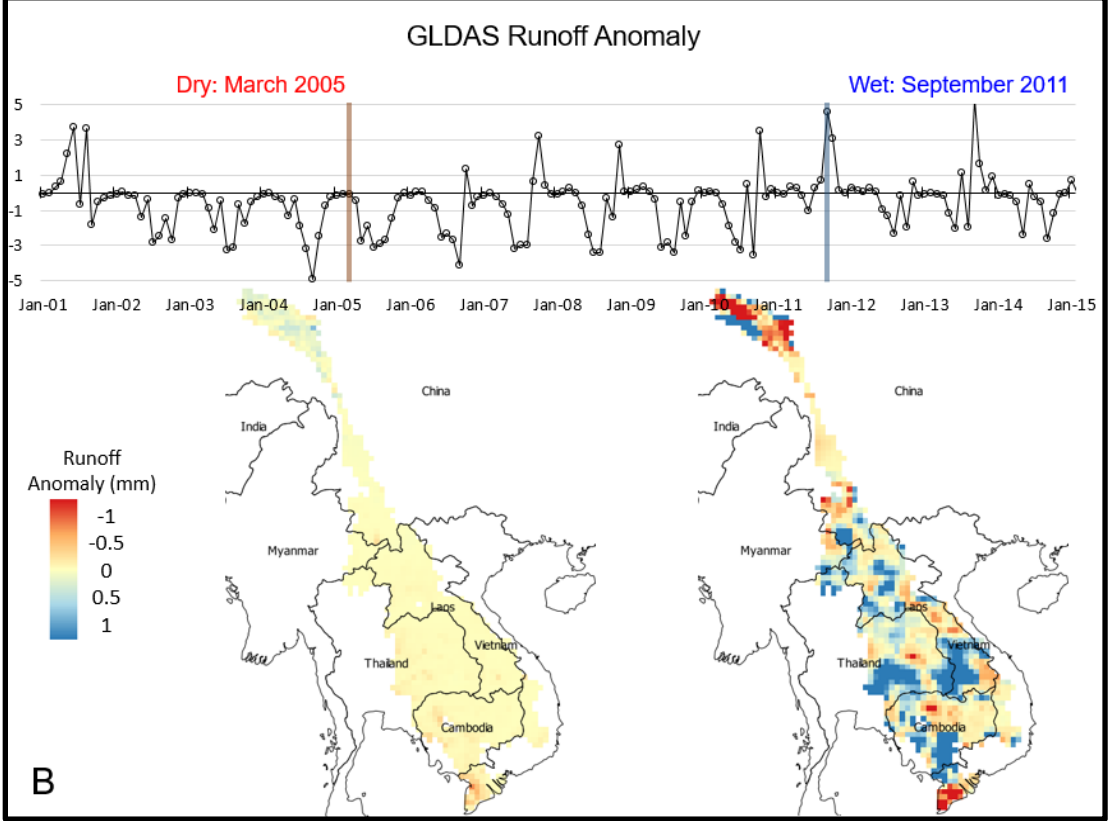 GLDAS Runoff Anomaly
Dry: March 2005
Wet: September 2011
5
3
1
-1
-3
-5
Jan-01 Jan-02 Jan-03 Jan-04 Jan-05 Jan-06 Jan-07 Jan-08 Jan-09 Jan-10 Jan-11 Jan-12 Jan-13 Jan-14 Jan-15
China
India
Myanmar
Laos
Vietnam
Thailand
Cambodia
China
India
Myanmar
Laos
Vietnam
Thailand
Cambodia
Runoff
Anomaly (mm)
-1
-0.5
0
0.5
1
B